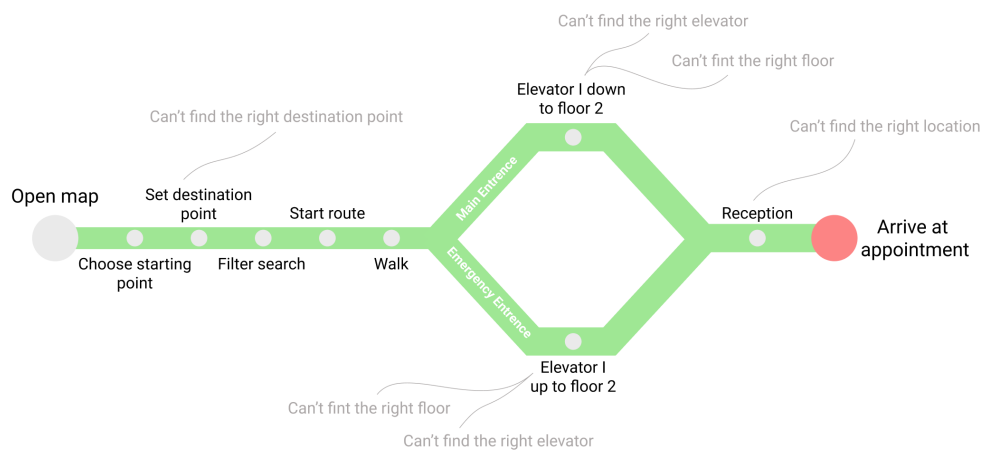 Can't find the right elevator
Can't fint the right floor
Elevator I down
to floor 2
Can't find the right destination point
Can't find the right location
Open map
Set destination
point
Start route
Main Entrence
Reception
Arrive at
appointment
Choose starting
point
Filter search
Walk
Emergency Entrence
Elevator I
up to floor 2
Can't fint the right floor
Can't find the right elevator